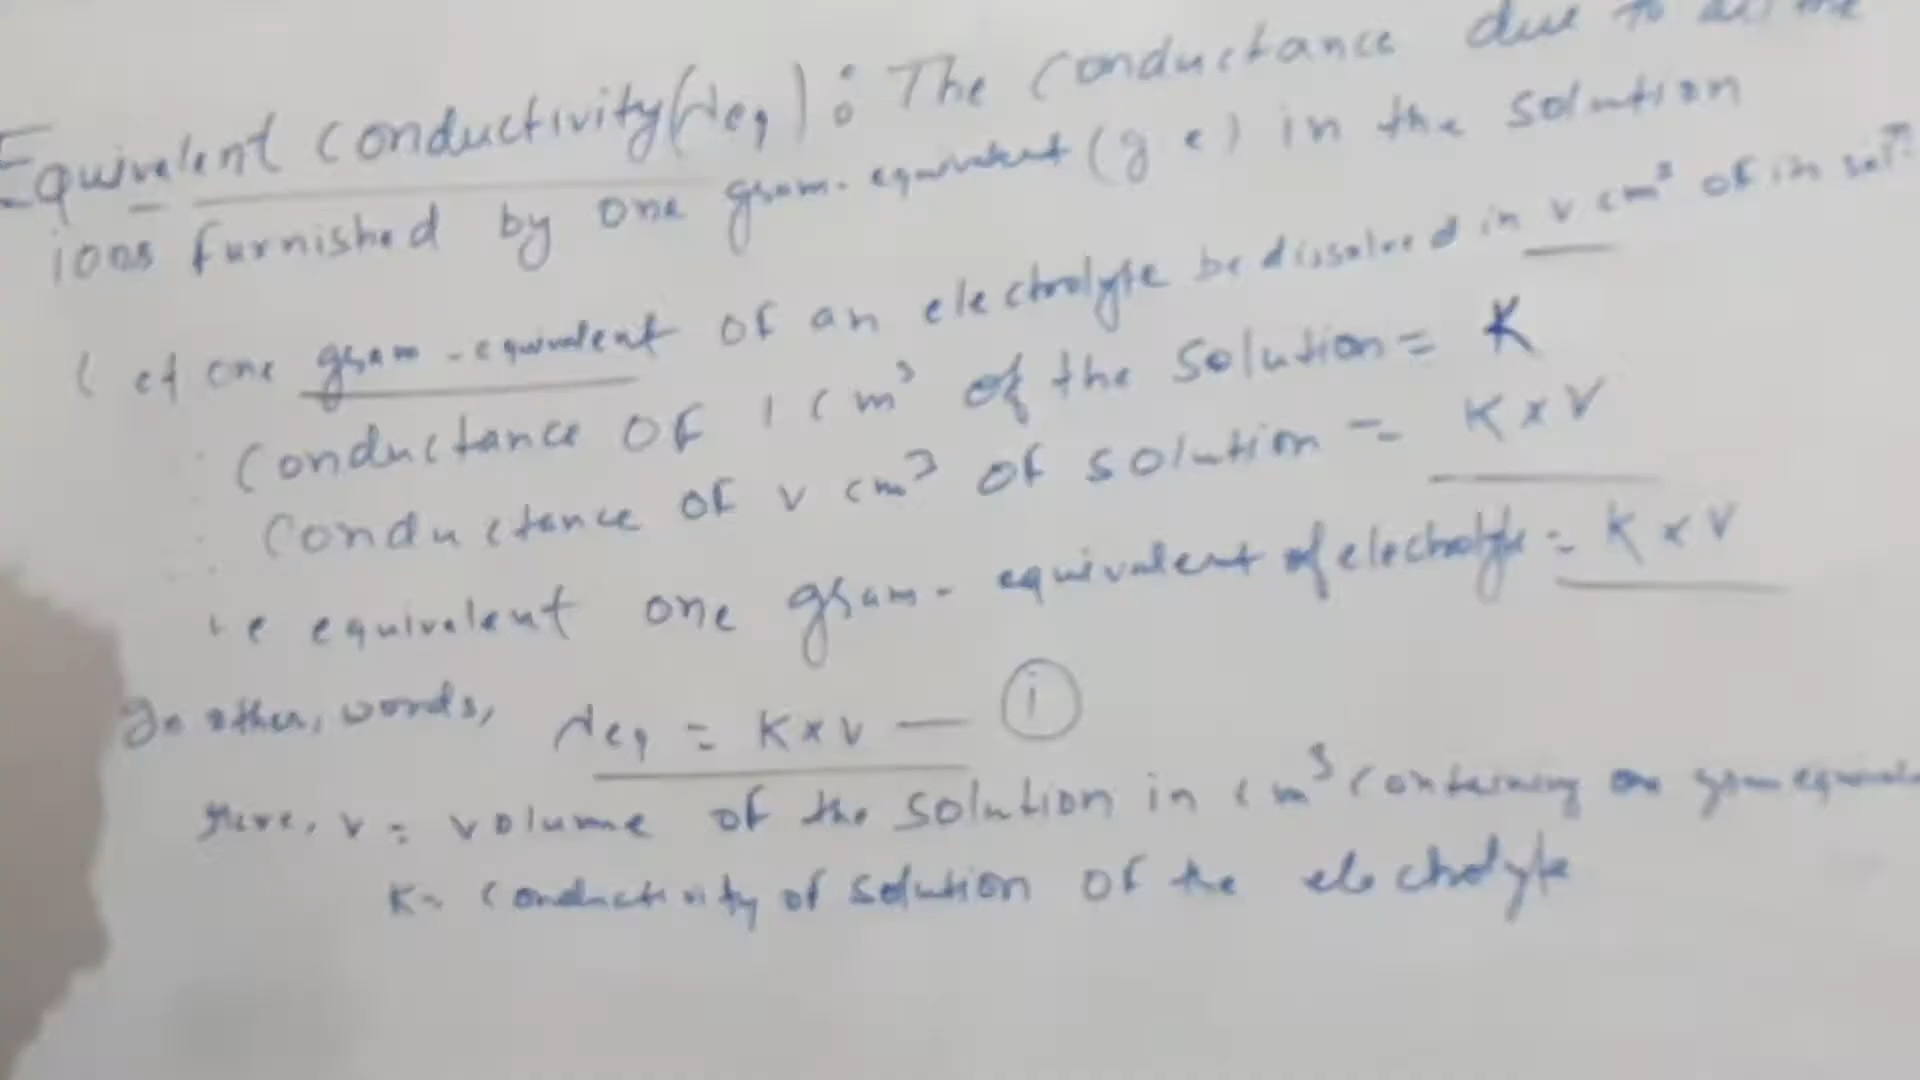 Equivalent conductivity (Λeq) : The conductance due to all the
ions furnished by one gram-equivalent (g e) in the solution
Let one gram-equivalent of an electrolyte be dissolved in v cm³ of in solⁿ.
Conductance of 1 cm³ of the solution = K
∴ Conductance of v cm³ of solution = K × V
i e equivalent one gram-equivalent of electrolyte = K × V
In other, words, Λeq = K × V — (i)
Here, v = volume of the solution in cm³ containing one gram equivale
K = conductivity of solution of the electrolyte